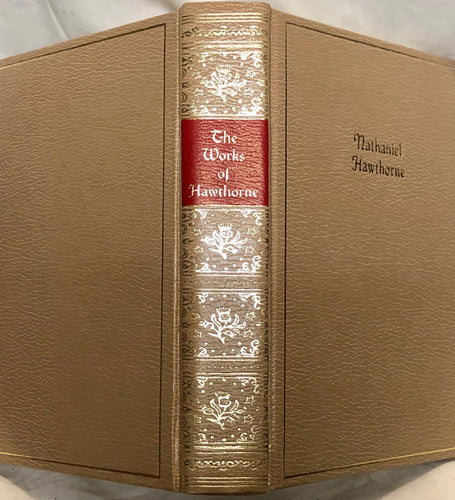 The
Works
of
Hawthorne
Nathaniel
Hawthorne